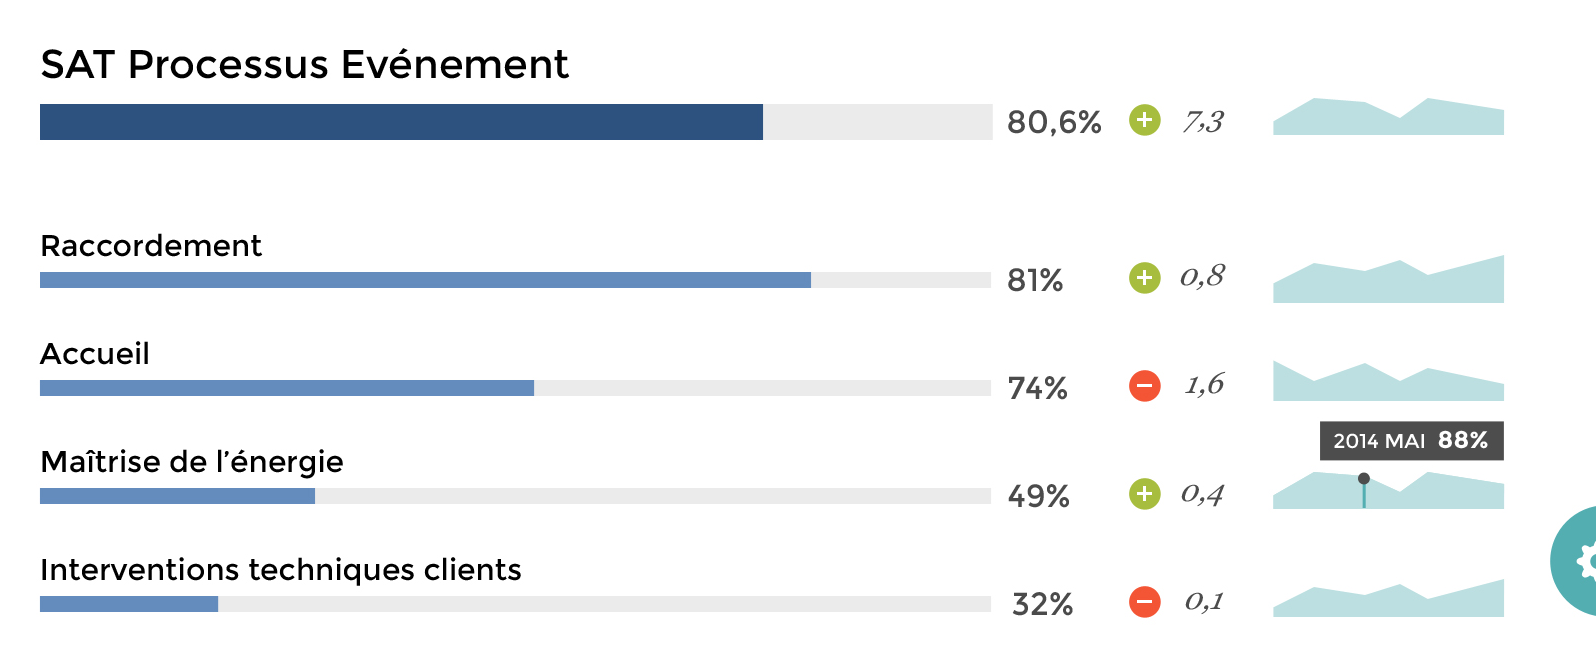 SAT Processus Evénement
80,6% + 7,3
Raccordement
81% + 0,8
Accueil
74% − 1,6
2014 MAI 88%
Maîtrise de l’énergie
49% + 0,4
Interventions techniques clients
32% − 0,1